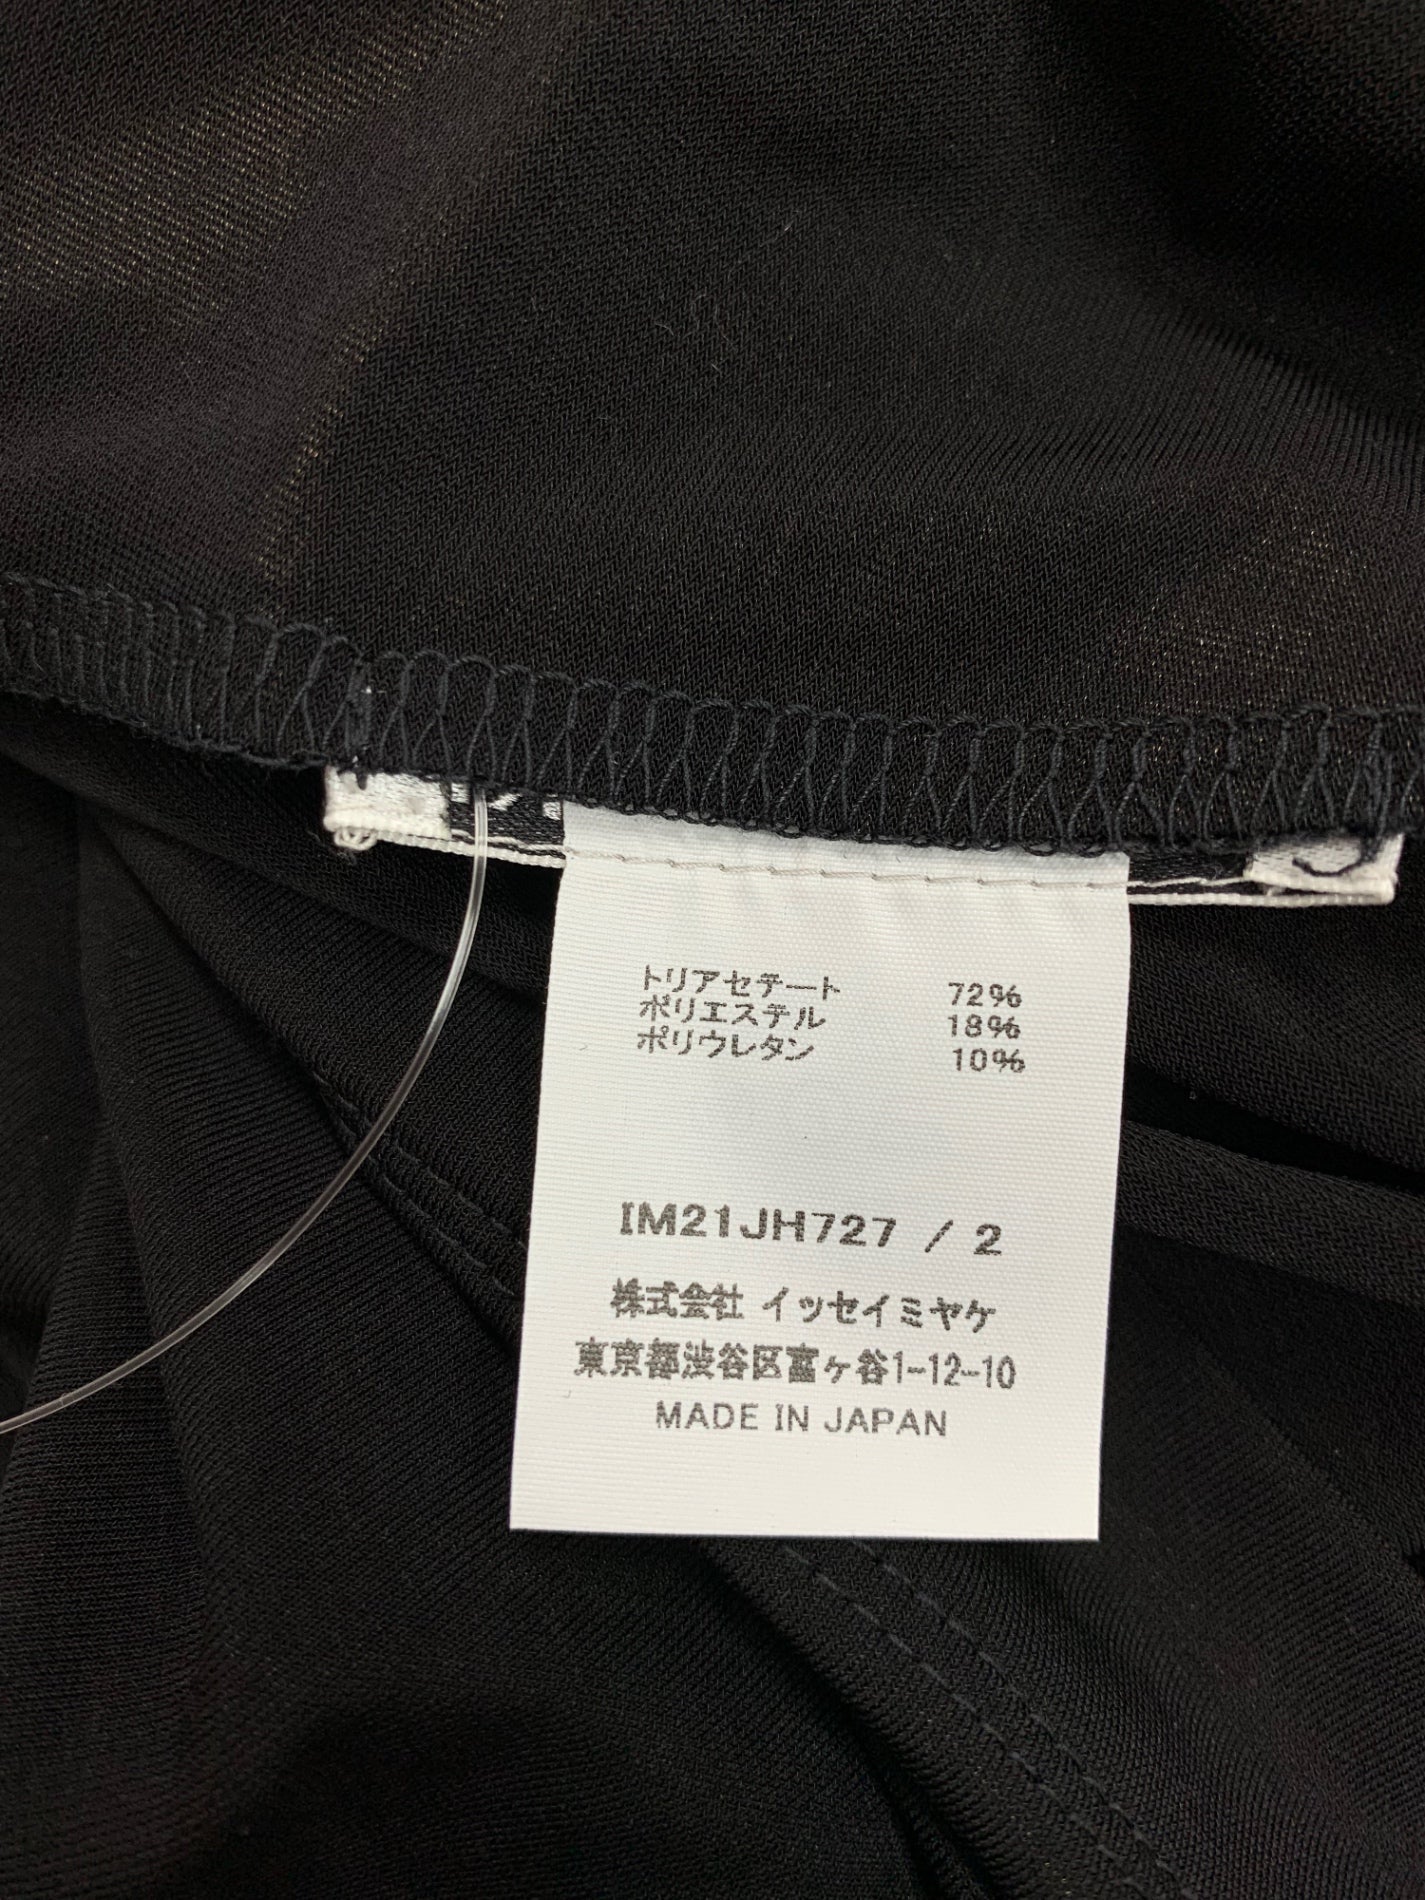 トリアセテート 72%
ポリエステル 18%
ポリウレタン 10%
IM21JH727 / 2
株式会社 イッセイミヤケ
東京都渋谷区富ヶ谷1-12-10
MADE IN JAPAN